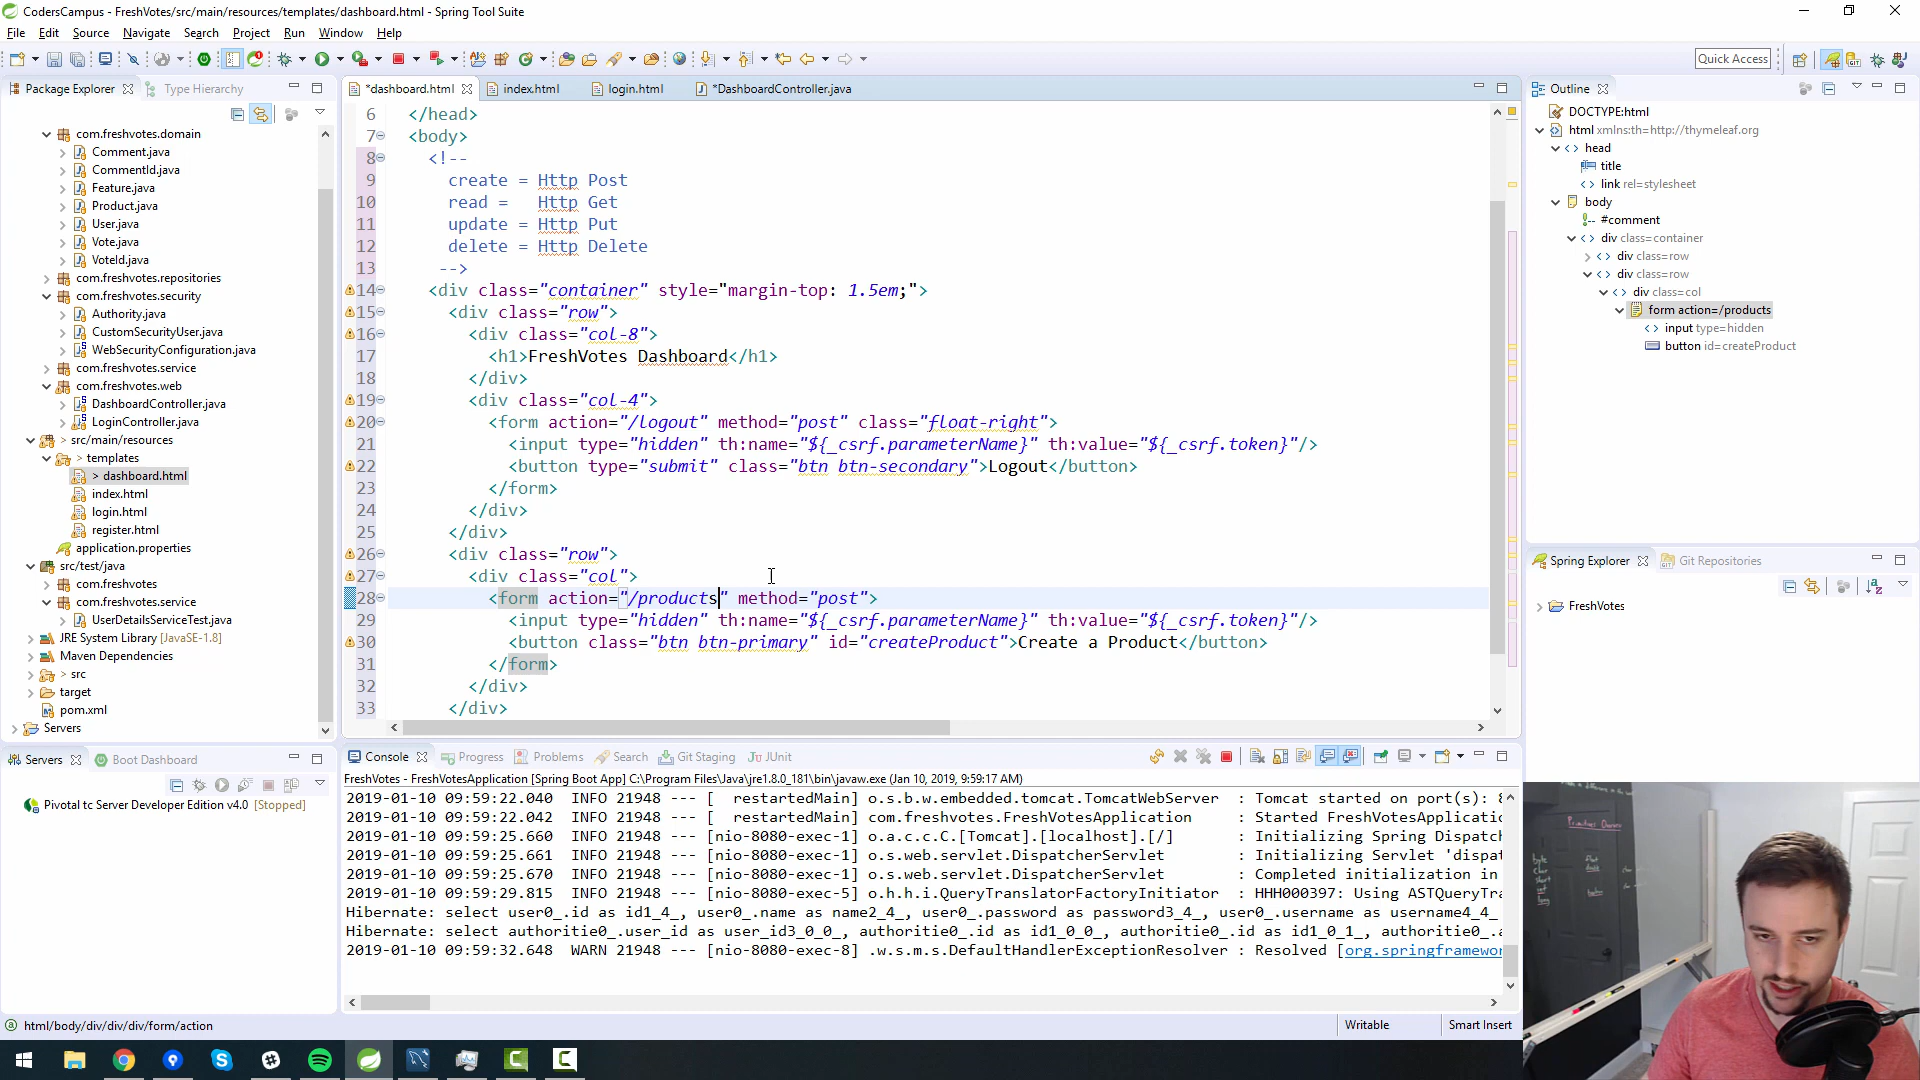 CodersCampus - FreshVotes/src/main/resources/templates/dashboard.html - Spring Tool Suite
File Edit Source Navigate Search Project Run Window Help
Quick Access
Package Explorer Type Hierarchy
com.freshvotes.domain
Comment.java
CommentId.java
Feature.java
Product.java
User.java
Vote.java
VoteId.java
com.freshvotes.repositories
com.freshvotes.security
Authority.java
CustomSecurityUser.java
WebSecurityConfiguration.java
com.freshvotes.service
com.freshvotes.web
DashboardController.java
LoginController.java
> src/main/resources
> templates
> dashboard.html
index.html
login.html
register.html
application.properties
src/test/java
com.freshvotes
com.freshvotes.service
UserDetailsServiceTest.java
JRE System Library [JavaSE-1.8]
Maven Dependencies
> src
target
pom.xml
Servers
*dashboard.html index.html login.html *DashboardController.java
6 </head>
7 <body>
8 <!--
9 create = Http Post
10 read =   Http Get
11 update = Http Put
12 delete = Http Delete
13 -->
14 <div class="container" style="margin-top: 1.5em;">
15 <div class="row">
16 <div class="col-8">
17 <h1>FreshVotes Dashboard</h1>
18 </div>
19 <div class="col-4">
20 <form action="/logout" method="post" class="float-right">
21 <input type="hidden" th:name="${_csrf.parameterName}" th:value="${_csrf.token}"/>
22 <button type="submit" class="btn btn-secondary">Logout</button>
23 </form>
24 </div>
25 </div>
26 <div class="row">
27 <div class="col">
28 <form action="/products" method="post">
29 <input type="hidden" th:name="${_csrf.parameterName}" th:value="${_csrf.token}"/>
30 <button class="btn btn-primary" id="createProduct">Create a Product</button>
31 </form>
32 </div>
33 </div>
Outline
DOCTYPE:html
html xmlns:th=http://thymeleaf.org
head
title
link rel=stylesheet
body
#comment
div class=container
div class=row
div class=row
div class=col
form action=/products
input type=hidden
button id=createProduct
Spring Explorer Git Repositories
FreshVotes
Servers Boot Dashboard
Pivotal tc Server Developer Edition v4.0 [Stopped]
Console Progress Problems Search Git Staging JUnit
FreshVotes - FreshVotesApplication [Spring Boot App] C:\Program Files\Java\jre1.8.0_181\bin\javaw.exe (Jan 10, 2019, 9:59:17 AM)
2019-01-10 09:59:22.040  INFO 21948 --- [  restartedMain] o.s.b.w.embedded.tomcat.TomcatWebServer  : Tomcat started on port(s): 8
2019-01-10 09:59:22.042  INFO 21948 --- [  restartedMain] com.freshvotes.FreshVotesApplication     : Started FreshVotesApplicatio
2019-01-10 09:59:25.660  INFO 21948 --- [nio-8080-exec-1] o.a.c.c.C.[Tomcat].[localhost].[/]       : Initializing Spring Dispatc
2019-01-10 09:59:25.661  INFO 21948 --- [nio-8080-exec-1] o.s.web.servlet.DispatcherServlet        : Initializing Servlet 'dispat
2019-01-10 09:59:25.670  INFO 21948 --- [nio-8080-exec-1] o.s.web.servlet.DispatcherServlet        : Completed initialization in
2019-01-10 09:59:29.815  INFO 21948 --- [nio-8080-exec-5] o.h.h.i.QueryTranslatorFactoryInitiator  : HHH000397: Using ASTQueryTra
Hibernate: select user0_.id as id1_4_, user0_.name as name2_4_, user0_.password as password3_4_, user0_.username as username4_4_
Hibernate: select authoritie0_.user_id as user_id3_0_0_, authoritie0_.id as id1_0_0_, authoritie0_.id as id1_0_1_, authoritie0_.a
2019-01-10 09:59:32.648  WARN 21948 --- [nio-8080-exec-8] .w.s.m.s.DefaultHandlerExceptionResolver : Resolved [org.springframewor
html/body/div/div/div/form/action
Writable
Smart Insert